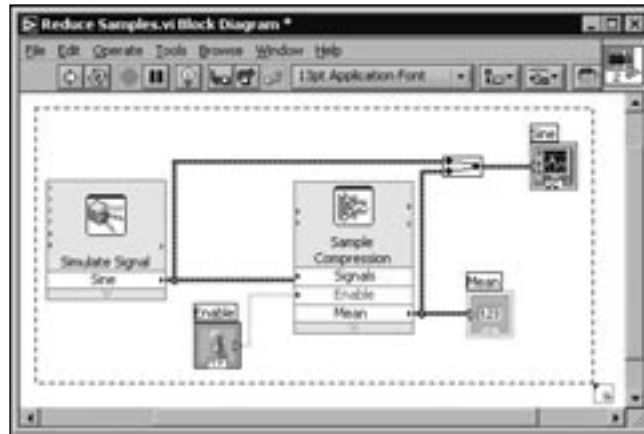 Reduce Samples.vi Block Diagram *
File Edit Operate Tools Browse Window Help
13pt Application Font
Sine
Simulate Signal
Sine
Sample
Compression
Signals
Enable
Mean
Enable
Mean